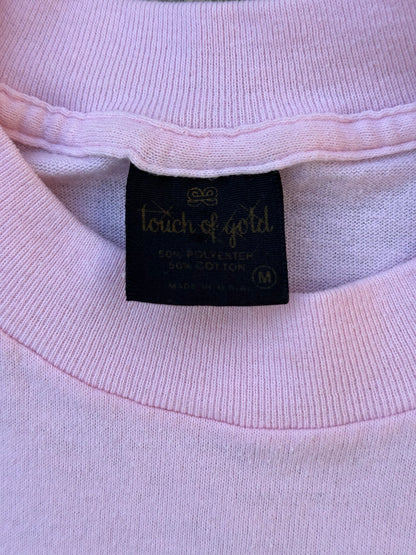 touch of gold
50% POLYESTER
50% COTTON
M
MADE IN U.S.A.